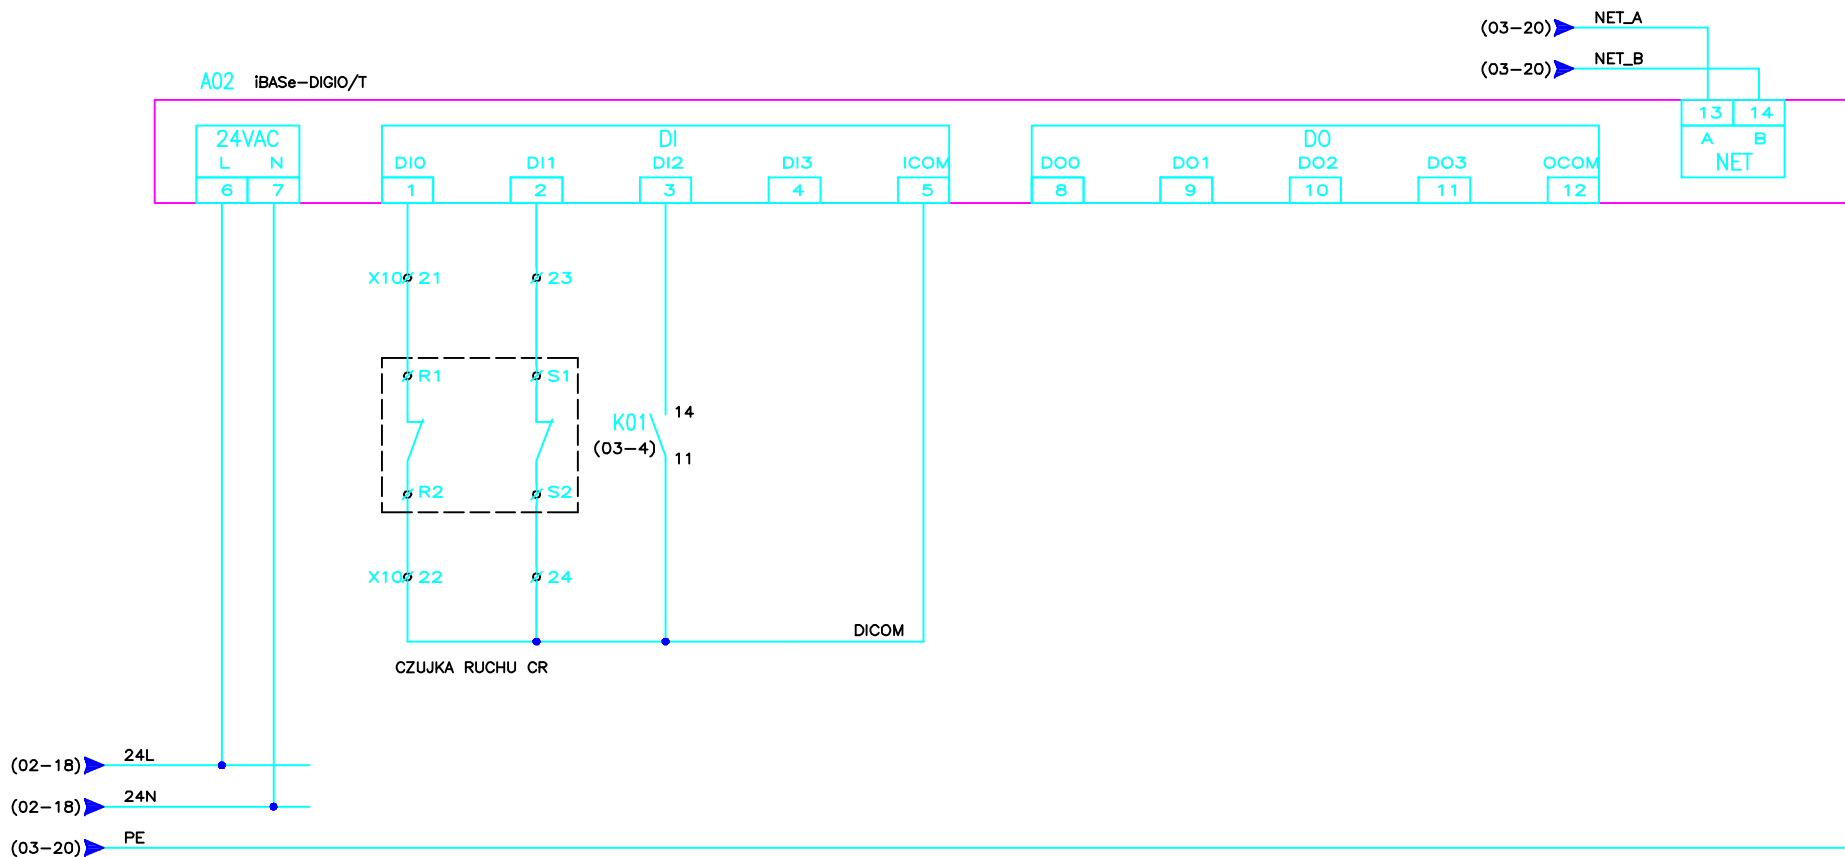 (03-20) NET_A
(03-20) NET_B
A02 iBASe-DIGIO/T
13 14
24VAC DI DO A B
L N DI0 DI1 DI2 DI3 ICOM DO0 DO1 DO2 DO3 OCOM NET
6 7 1 2 3 4 5 8 9 10 11 12
X10 21 23
R1 S1
14
K01
(03-4) 11
R2 S2
X10 22 24
DICOM
CZUJKA RUCHU CR
(02-18) 24L
(02-18) 24N
(03-20) PE